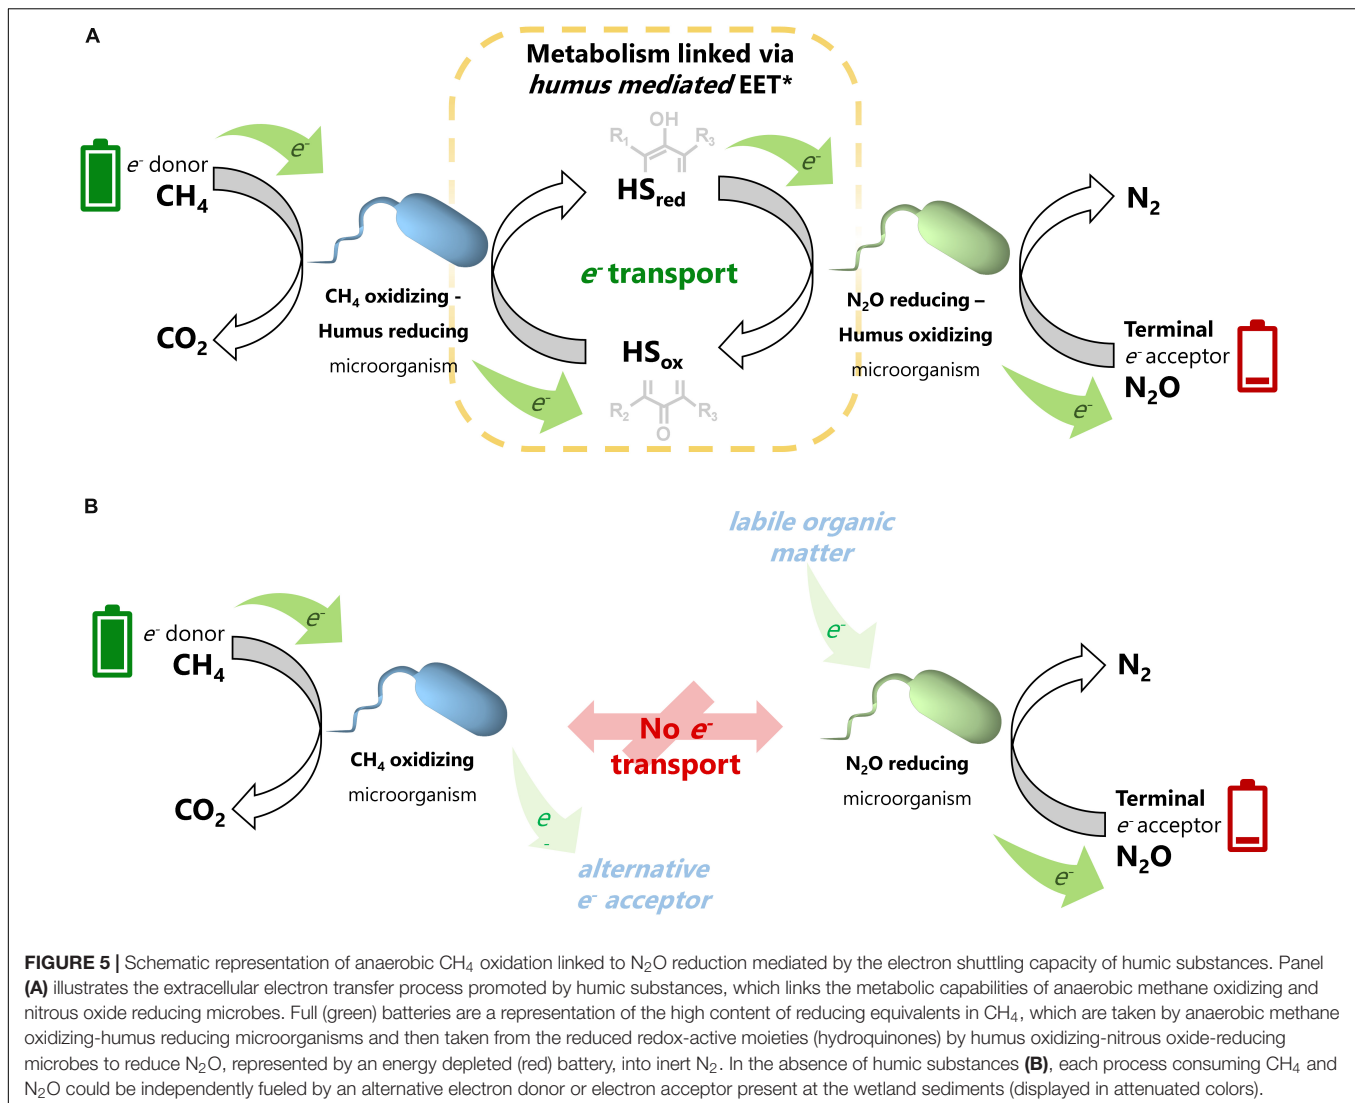 A
Metabolism linked via
humus mediated EET*
OH
R1
R3
e-
e-
e- donor
CH4
HSred
N2
e- transport
CH4 oxidizing -
Humus reducing
microorganism
N2O reducing –
Humus oxidizing
microorganism
CO2
HSox
Terminal
e- acceptor
N2O
e-
e-
R2
R3
O
B
labile organic
matter
e-
e-
e- donor
CH4
N2
No e-
transport
CH4 oxidizing
microorganism
N2O reducing
microorganism
CO2
Terminal
e- acceptor
N2O
e
-
e-
alternative
e- acceptor
FIGURE 5 | Schematic representation of anaerobic CH4 oxidation linked to N2O reduction mediated by the electron shuttling capacity of humic substances. Panel
(A) illustrates the extracellular electron transfer process promoted by humic substances, which links the metabolic capabilities of anaerobic methane oxidizing and
nitrous oxide reducing microbes. Full (green) batteries are a representation of the high content of reducing equivalents in CH4, which are taken by anaerobic methane
oxidizing-humus reducing microorganisms and then taken from the reduced redox-active moieties (hydroquinones) by humus oxidizing-nitrous oxide-reducing
microbes to reduce N2O, represented by an energy depleted (red) battery, into inert N2. In the absence of humic substances (B), each process consuming CH4 and
N2O could be independently fueled by an alternative electron donor or electron acceptor present at the wetland sediments (displayed in attenuated colors).